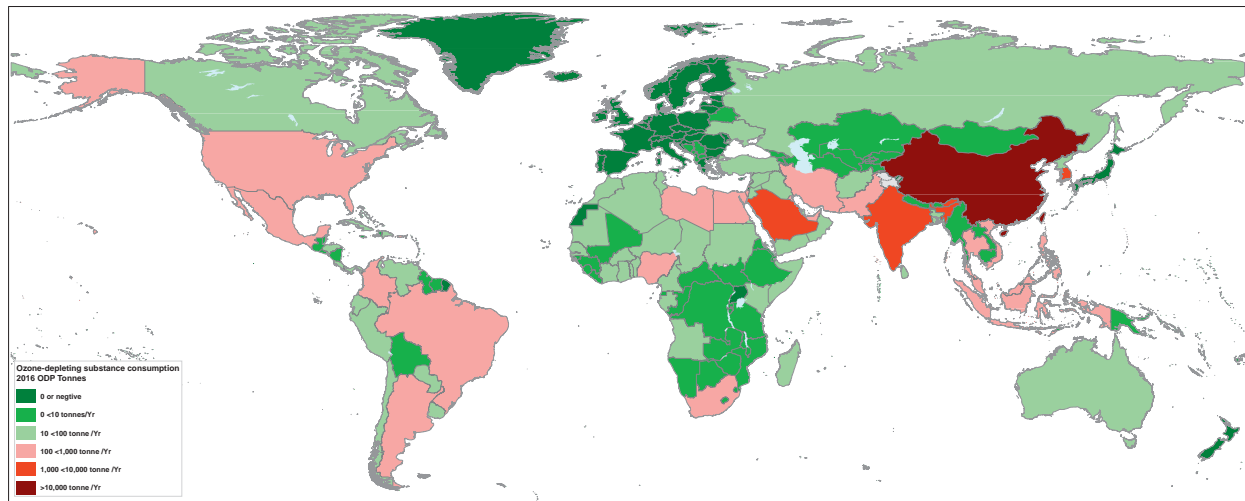 Ozone-depleting substance consumption
2016 ODP Tonnes
0 or negtive
0 <10 tonnes/Yr
10 <100 tonne /Yr
100 <1,000 tonne /Yr
1,000 <10,000 tonne /Yr
>10,000 tonne /Yr